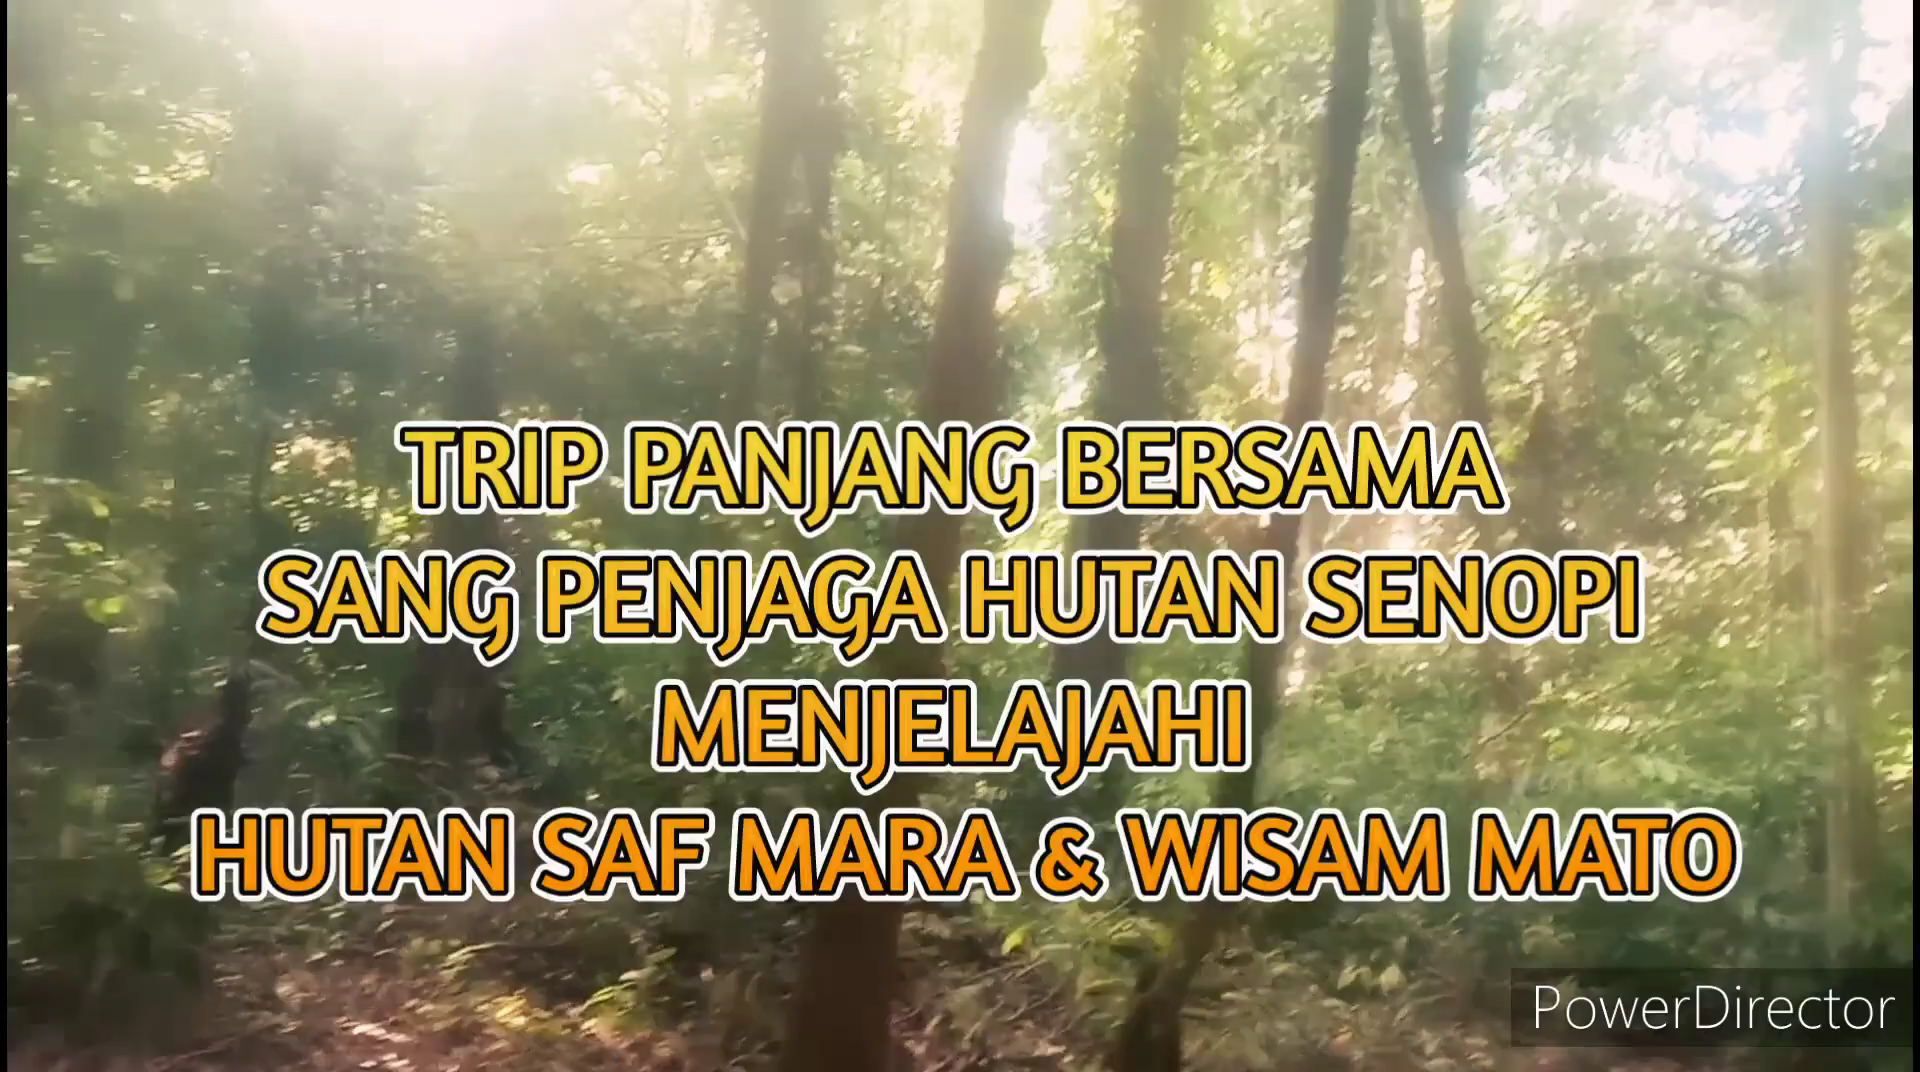 TRIP PANJANG BERSAMA
SANG PENJAGA HUTAN SENOPI
MENJELAJAHI
HUTAN SAF MARA & WISAM MATO
PowerDirector